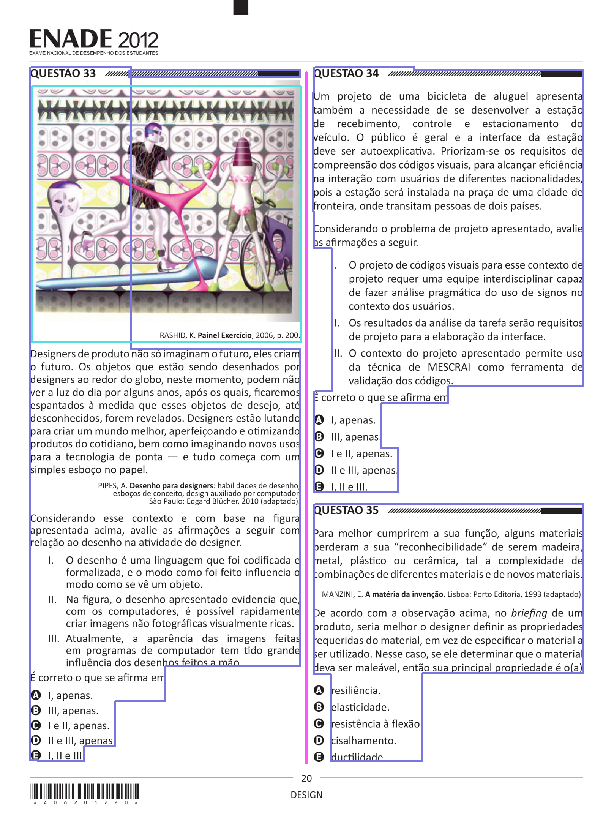 ENADE 2012
EXAME NACIONAL DE DESEMPENHO DOS ESTUDANTES
QUESTÃO 33
RASHID, K. Painel Exercício, 2006, p. 200.
Designers de produto não só imaginam o futuro, eles criam
o futuro. Os objetos que estão sendo desenhados por
designers ao redor do globo, neste momento, podem não
ver a luz do dia por alguns anos, após os quais, ficaremos
espantados à medida que esses objetos de desejo, até
desconhecidos, forem revelados. Designers estão lutando
para criar um mundo melhor, aperfeiçoando e otimizando
produtos do cotidiano, bem como imaginando novos usos
para a tecnologia de ponta — e tudo começa com um
simples esboço no papel.
PIPES, A. Desenho para designers: habilidades de desenho,
esboços de conceito, design auxiliado por computador.
São Paulo: Edgard Blücher, 2010 (adaptado).
Considerando esse contexto e com base na figura
apresentada acima, avalie as afirmações a seguir com
relação ao desenho na atividade do designer.
I. O desenho é uma linguagem que foi codificada e
formalizada, e o modo como foi feito influencia o
modo como se vê um objeto.
II. Na figura, o desenho apresentado evidencia que,
com os computadores, é possível rapidamente
criar imagens não fotográficas visualmente ricas.
III. Atualmente, a aparência das imagens feitas
em programas de computador tem tido grande
influência dos desenhos feitos a mão.
É correto o que se afirma em
A I, apenas.
B III, apenas.
C I e II, apenas.
D II e III, apenas.
E I, II e III.
QUESTÃO 34
Um projeto de uma bicicleta de aluguel apresenta
também a necessidade de se desenvolver a estação
de recebimento, controle e estacionamento do
veículo. O público é geral e a interface da estação
deve ser autoexplicativa. Priorizam-se os requisitos de
compreensão dos códigos visuais, para alcançar eficiência
na interação com usuários de diferentes nacionalidades,
pois a estação será instalada na praça de uma cidade de
fronteira, onde transitam pessoas de dois países.
Considerando o problema de projeto apresentado, avalie
as afirmações a seguir.
I. O projeto de códigos visuais para esse contexto de
projeto requer uma equipe interdisciplinar capaz
de fazer análise pragmática do uso de signos no
contexto dos usuários.
II. Os resultados da análise da tarefa serão requisitos
de projeto para a elaboração da interface.
III. O contexto do projeto apresentado permite uso
da técnica de MESCRAI como ferramenta de
validação dos códigos.
É correto o que se afirma em
A I, apenas.
B III, apenas.
C I e II, apenas.
D II e III, apenas.
E I, II e III.
QUESTÃO 35
Para melhor cumprirem a sua função, alguns materiais
perderam a sua “reconhecibilidade” de serem madeira,
metal, plástico ou cerâmica, tal a complexidade de
combinações de diferentes materiais e de novos materiais.
MANZINI, E. A matéria da invenção. Lisboa: Porto Editoria, 1993 (adaptado).
De acordo com a observação acima, no briefing de um
produto, seria melhor o designer definir as propriedades
requeridas do material, em vez de especificar o material a
ser utilizado. Nesse caso, se ele determinar que o material
deva ser maleável, então sua principal propriedade é o(a)
A resiliência.
B elasticidade.
C resistência à flexão.
D cisalhamento.
E ductilidade.
20
DESIGN